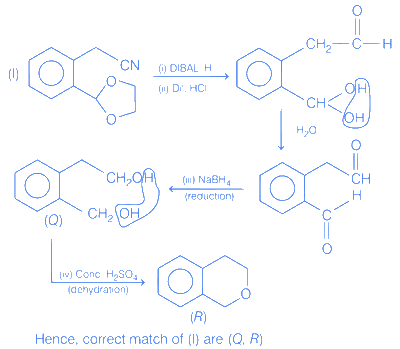 O
CH₂—C—H
(I)
CN
(i) DIBAL H
(ii) Dil. HCl
O
O
CH
OH
OH
H₂O
O
CH₂OH
CH₂ OH
(Q)
(iii) NaBH₄
(reduction)
CH
H
C
O
(iv) Conc. H₂SO₄
(dehydration)
O
(R)
Hence, correct match of (I) are (Q, R)